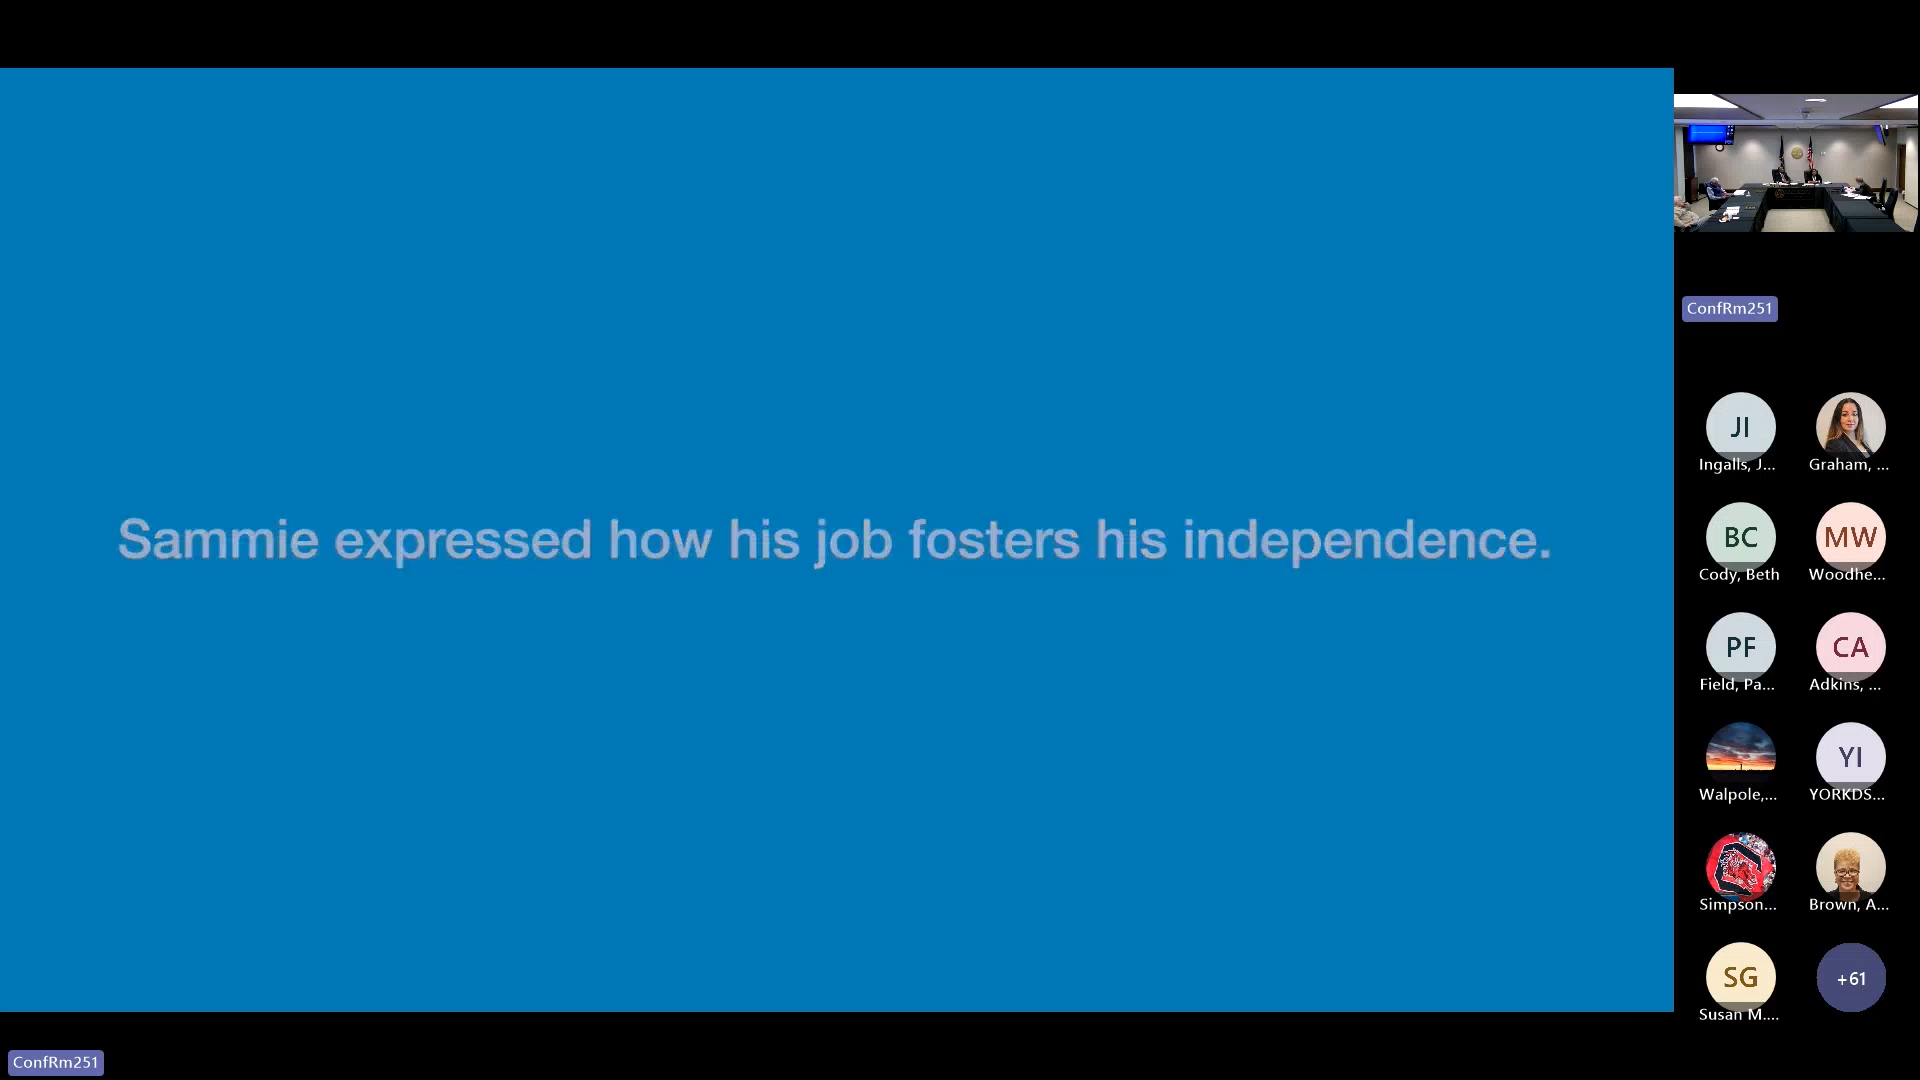 Sammie expressed how his job fosters his independence.
ConfRm251
JI
Ingalls, J...
Graham, ...
BC
Cody, Beth
MW
Woodhe...
PF
Field, Pa...
CA
Adkins, ...
Walpole,...
YI
YORKDS...
Simpson...
Brown, A...
SG
Susan M....
+61
ConfRm251